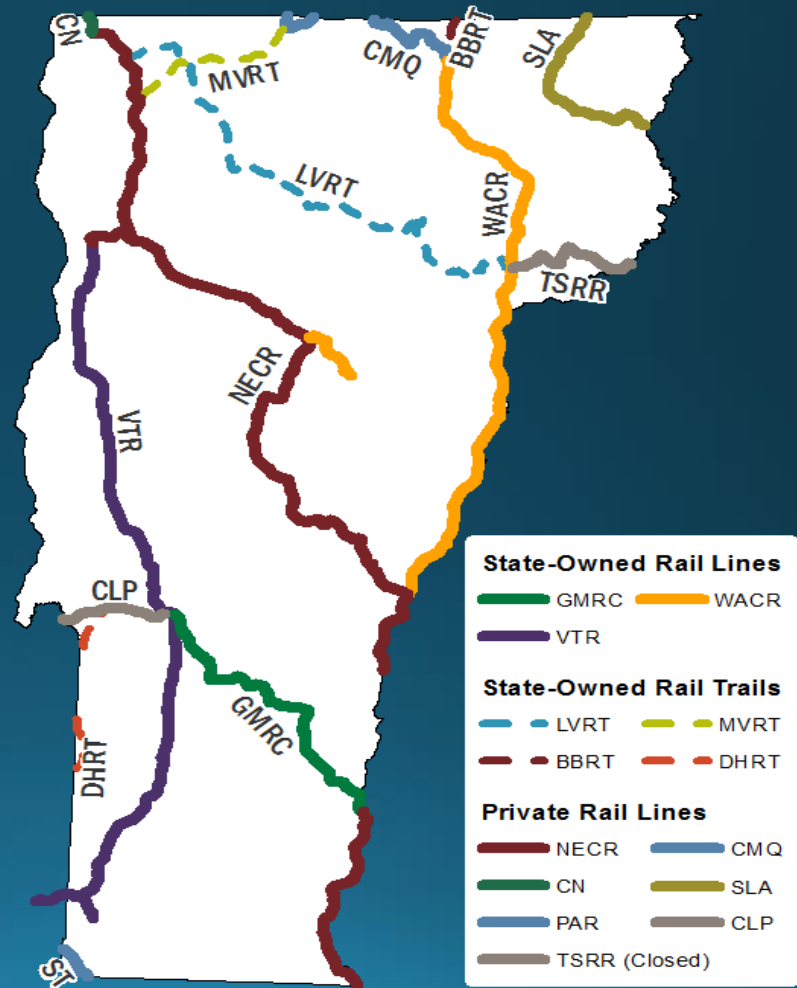 CN
MVRT
CMQ
BBRT
SLA
LVRT
WACR
TSRR
NECR
VTR
CLP
GMRC
DHRT
ST
State-Owned Rail Lines
GMRC WACR
VTR
State-Owned Rail Trails
LVRT MVRT
BBRT DHRT
Private Rail Lines
NECR CMQ
CN SLA
PAR CLP
TSRR (Closed)